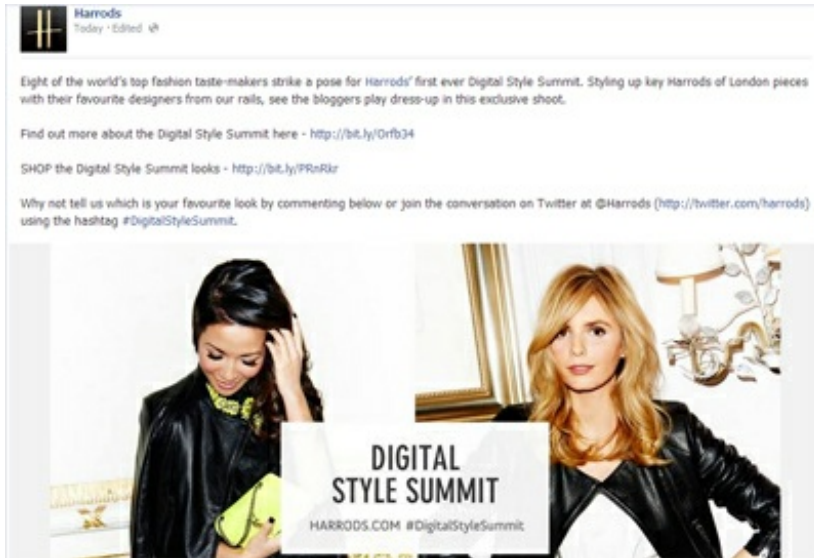 Harrods
Today · Edited
Eight of the world's top fashion taste-makers strike a pose for Harrods' first ever Digital Style Summit. Styling up key Harrods of London pieces
with their favourite designers from our rails, see the bloggers play dress-up in this exclusive shoot.
Find out more about the Digital Style Summit here - http://bit.ly/Orfb34
SHOP the Digital Style Summit looks - http://bit.ly/PRnRkr
Why not tell us which is your favourite look by commenting below or join the conversation on Twitter at @Harrods (http://twitter.com/harrods)
using the hashtag #DigitalStyleSummit.
DIGITAL
STYLE SUMMIT
HARRODS.COM #DigitalStyleSummit